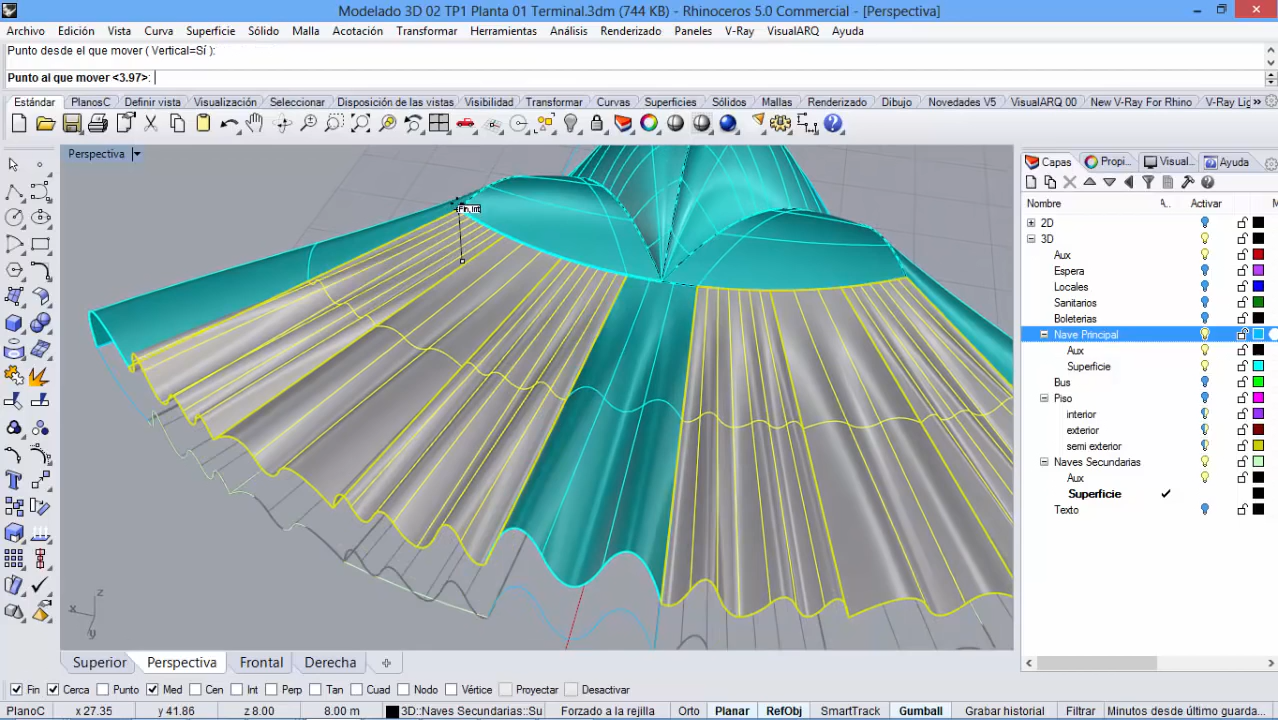 Modelado 3D 02 TP1 Planta 01 Terminal.3dm (744 KB) - Rhinoceros 5.0 Commercial - [Perspectiva]
Archivo Edición Vista Curva Superficie Sólido Malla Acotación Transformar Herramientas Análisis Renderizado Paneles V-Ray VisualARQ Ayuda
Punto desde el que mover ( Vertical=Sí ):
Punto al que mover <3.97>:
Estándar PlanosC Definir vista Visualización Seleccionar Disposición de las vistas Visibilidad Transformar Curvas Superficies Sólidos Mallas Renderizado Dibujo Novedades V5 VisualARQ 00 New V-Ray For Rhino V-Ray Lig
Perspectiva
Capas Propi... Visual... Ayuda
Nombre A... Activar
2D
3D
Aux
Espera
Locales
Sanitarios
Boleterias
Nave Principal
Aux
Superficie
Bus
Piso
interior
exterior
semi exterior
Naves Secundarias
Aux
Superficie
Texto
Fin, Int
z
x
y
Superior Perspectiva Frontal Derecha
Fin Cerca Punto Med Cen Int Perp Tan Cuad Nodo Vértice Proyectar Desactivar
PlanoC x 27.35 y 41.86 z 8.00 8.00 m 3D::Naves Secundarias::Su Forzado a la rejilla Orto Planar RefObj SmartTrack Gumball Grabar historial Filtrar Minutos desde última guarda...